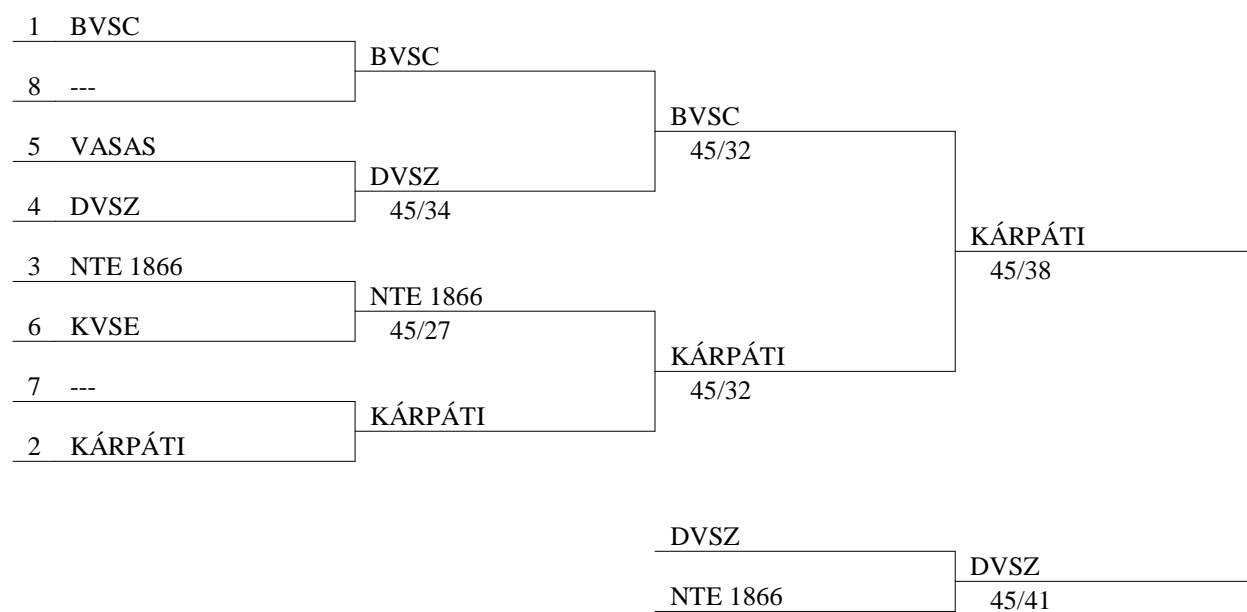 1 BVSC
BVSC
8 ---
BVSC
45/32
5 VASAS
DVSZ
45/34
4 DVSZ
KÁRPÁTI
45/38
3 NTE 1866
NTE 1866
45/27
6 KVSE
KÁRPÁTI
45/32
7 ---
KÁRPÁTI
2 KÁRPÁTI
DVSZ
DVSZ
45/41
NTE 1866